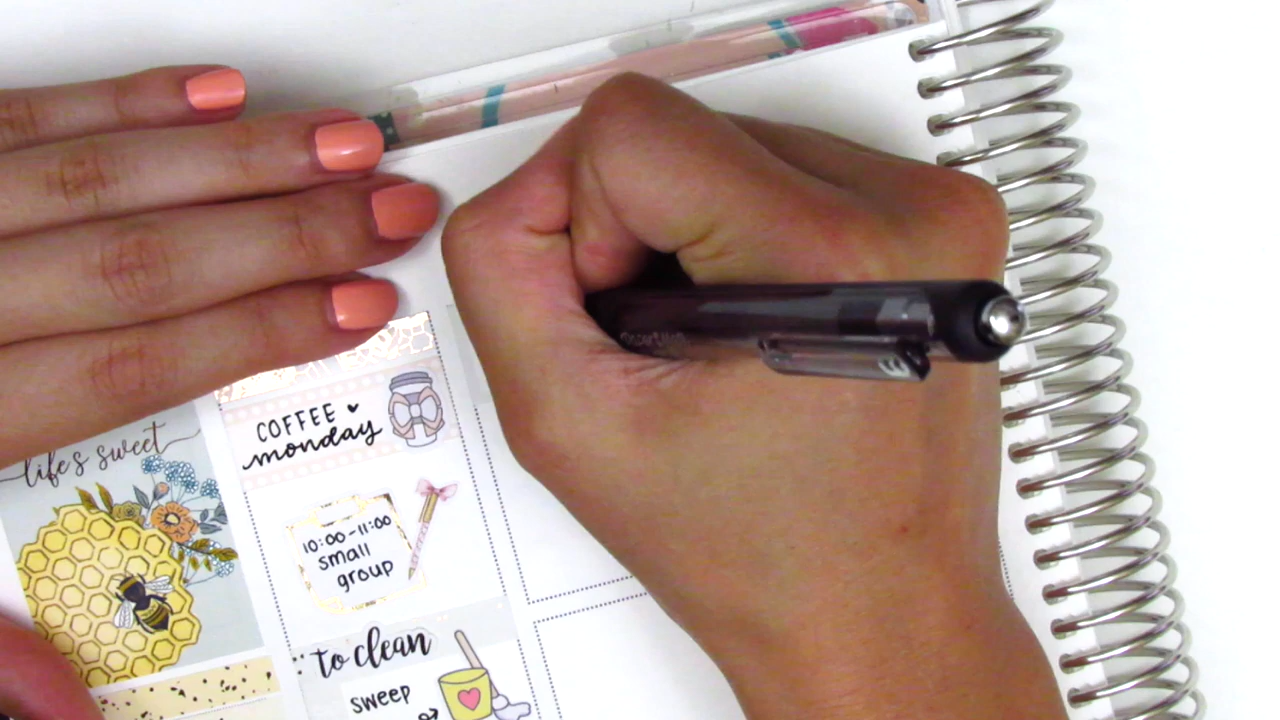 life's sweet
COFFEE
monday
10:00-11:00
small
group
to clean
sweep